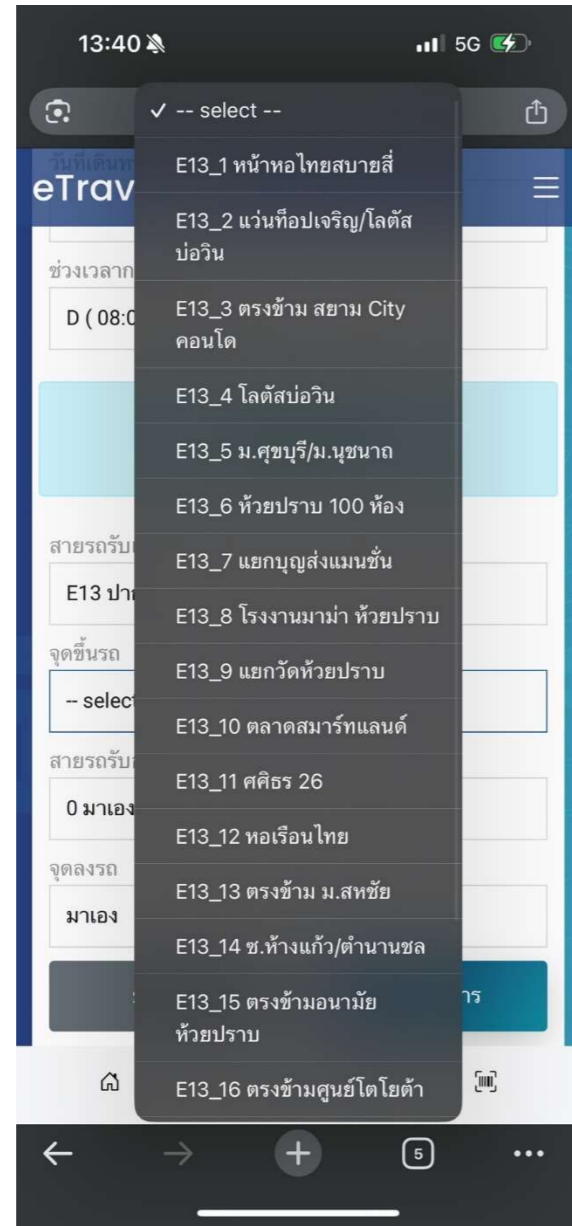 13:40
5G
✓ -- select --
eTrav
E13_1 หน้าหอไทยสบายสี่
E13_2 แว่นท็อปเจริญ/โลตัส
บ่อวิน
ช่วงเวลาก
D ( 08:0
E13_3 ตรงข้าม สยาม City
คอนโด
E13_4 โลตัสบ่อวิน
E13_5 ม.ศุขบุรี/ม.นุชนาถ
E13_6 ห้วยปราบ 100 ห้อง
สายรถรับ
E13_7 แยกบุญส่งแมนชั่น
E13 ปา
E13_8 โรงงานมาม่า ห้วยปราบ
จุดขึ้นรถ
E13_9 แยกวัดห้วยปราบ
-- select
E13_10 ตลาดสมาร์ทแลนด์
สายรถรับ
E13_11 ศศิธร 26
0 มาเอง
E13_12 หอเรือนไทย
จุดลงรถ
E13_13 ตรงข้าม ม.สหชัย
มาเอง
E13_14 ซ.ห้างแก้ว/ตำนานชล
E13_15 ตรงข้ามอนามัย
ห้วยปราบ
าร
E13_16 ตรงข้ามศูนย์โตโยต้า
5